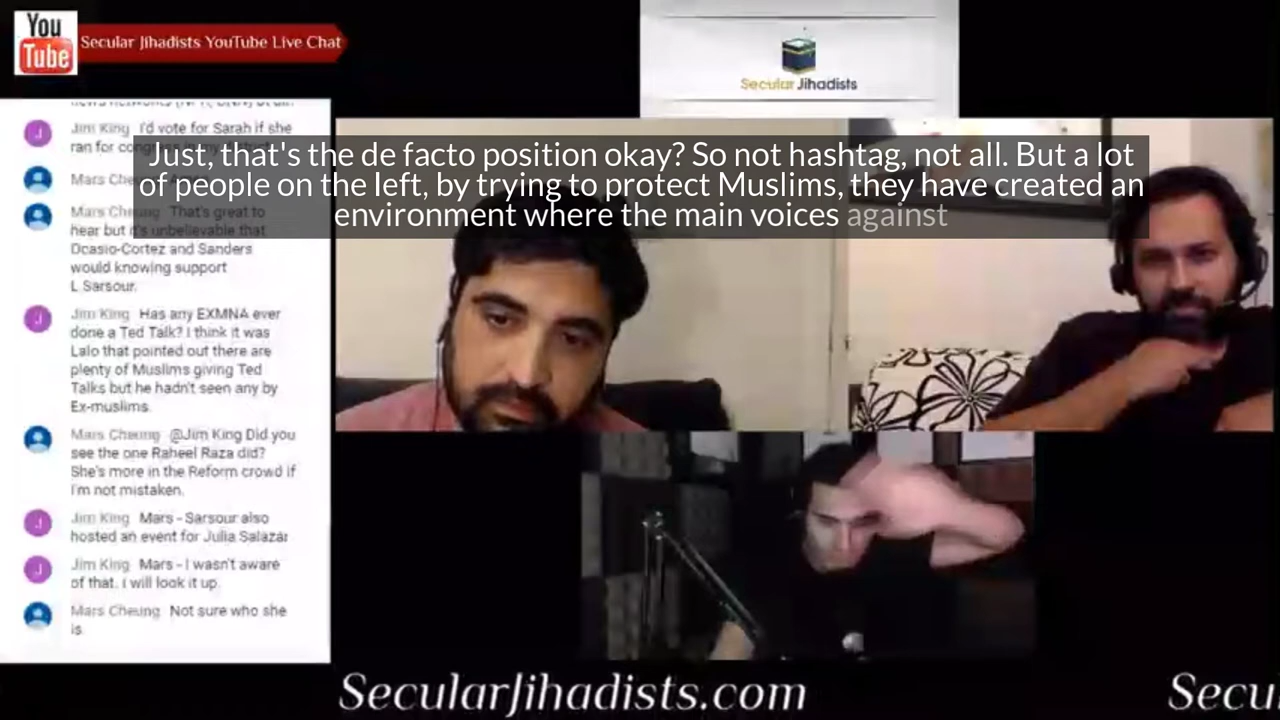 You
Tube
Secular Jihadists YouTube Live Chat
Secular Jihadists
Jim King I'd vote for Sarah if she
Mars Cheung That's great to
hear but it's unbelievable that
Ocasio-Cortez and Sanders
would knowing support
L Sarsour.
Jim King Has any EXMNA ever
done a Ted Talk? I think it was
Lalo that pointed out there are
plenty of Muslims giving Ted
Talks but he hadn't seen any by
Ex-muslims.
Mars Cheung @Jim King Did you
see the one Raheel Raza did?
She's more in the Reform crowd if
I'm not mistaken.
Jim King Mars - Sarsour also
hosted an event for Julia Salazar
Jim King Mars - I wasn't aware
of that. I will look it up.
Mars Cheung Not sure who she
is.
Just, that's the de facto position okay? So not hashtag, not all. But a lot
of people on the left, by trying to protect Muslims, they have created an
environment where the main voices against
SecularJihadists.com
Secu